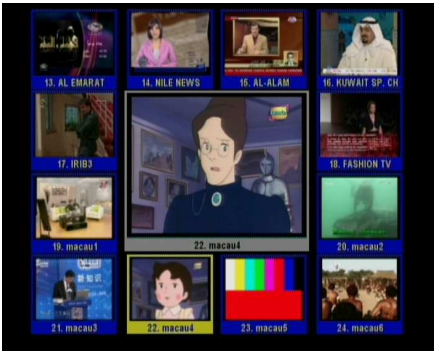 13. AL EMARAT
14. NILE NEWS
15. AL-ALAM
16. KUWAIT SP. CH
17. IRIB3
18. FASHION TV
19. macau1
22. macau4
20. macau2
21. macau3
22. macau4
23. macau5
24. macau6